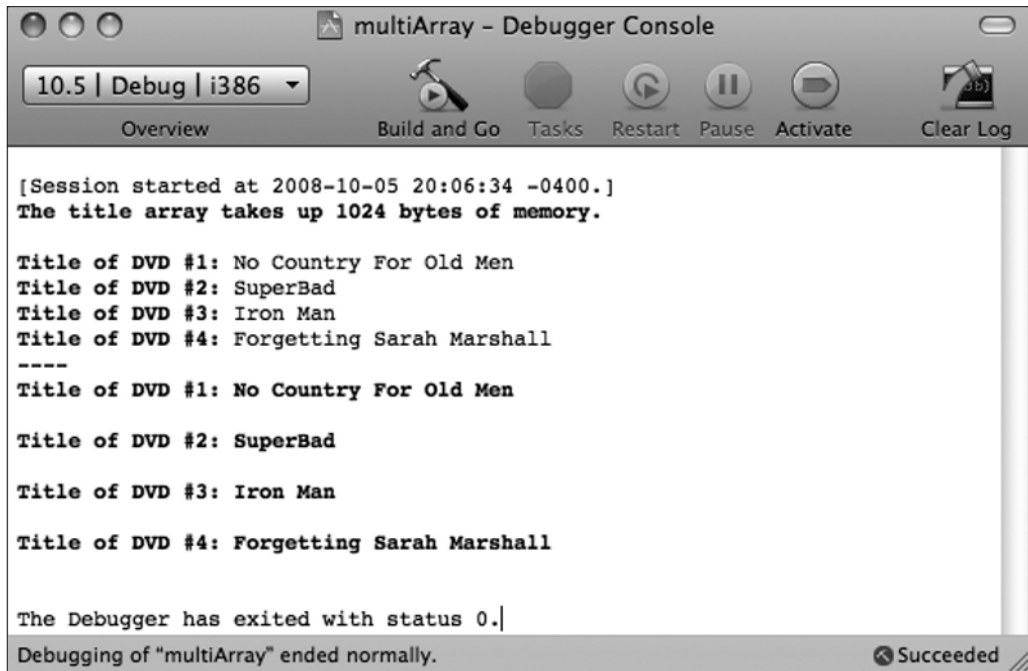 multiArray – Debugger Console
10.5 | Debug | i386
Overview
Build and Go
Tasks
Restart
Pause
Activate
Clear Log
[Session started at 2008-10-05 20:06:34 -0400.]
The title array takes up 1024 bytes of memory.
Title of DVD #1: No Country For Old Men
Title of DVD #2: SuperBad
Title of DVD #3: Iron Man
Title of DVD #4: Forgetting Sarah Marshall
----
Title of DVD #1: No Country For Old Men
Title of DVD #2: SuperBad
Title of DVD #3: Iron Man
Title of DVD #4: Forgetting Sarah Marshall
The Debugger has exited with status 0.
Debugging of “multiArray” ended normally.
Succeeded